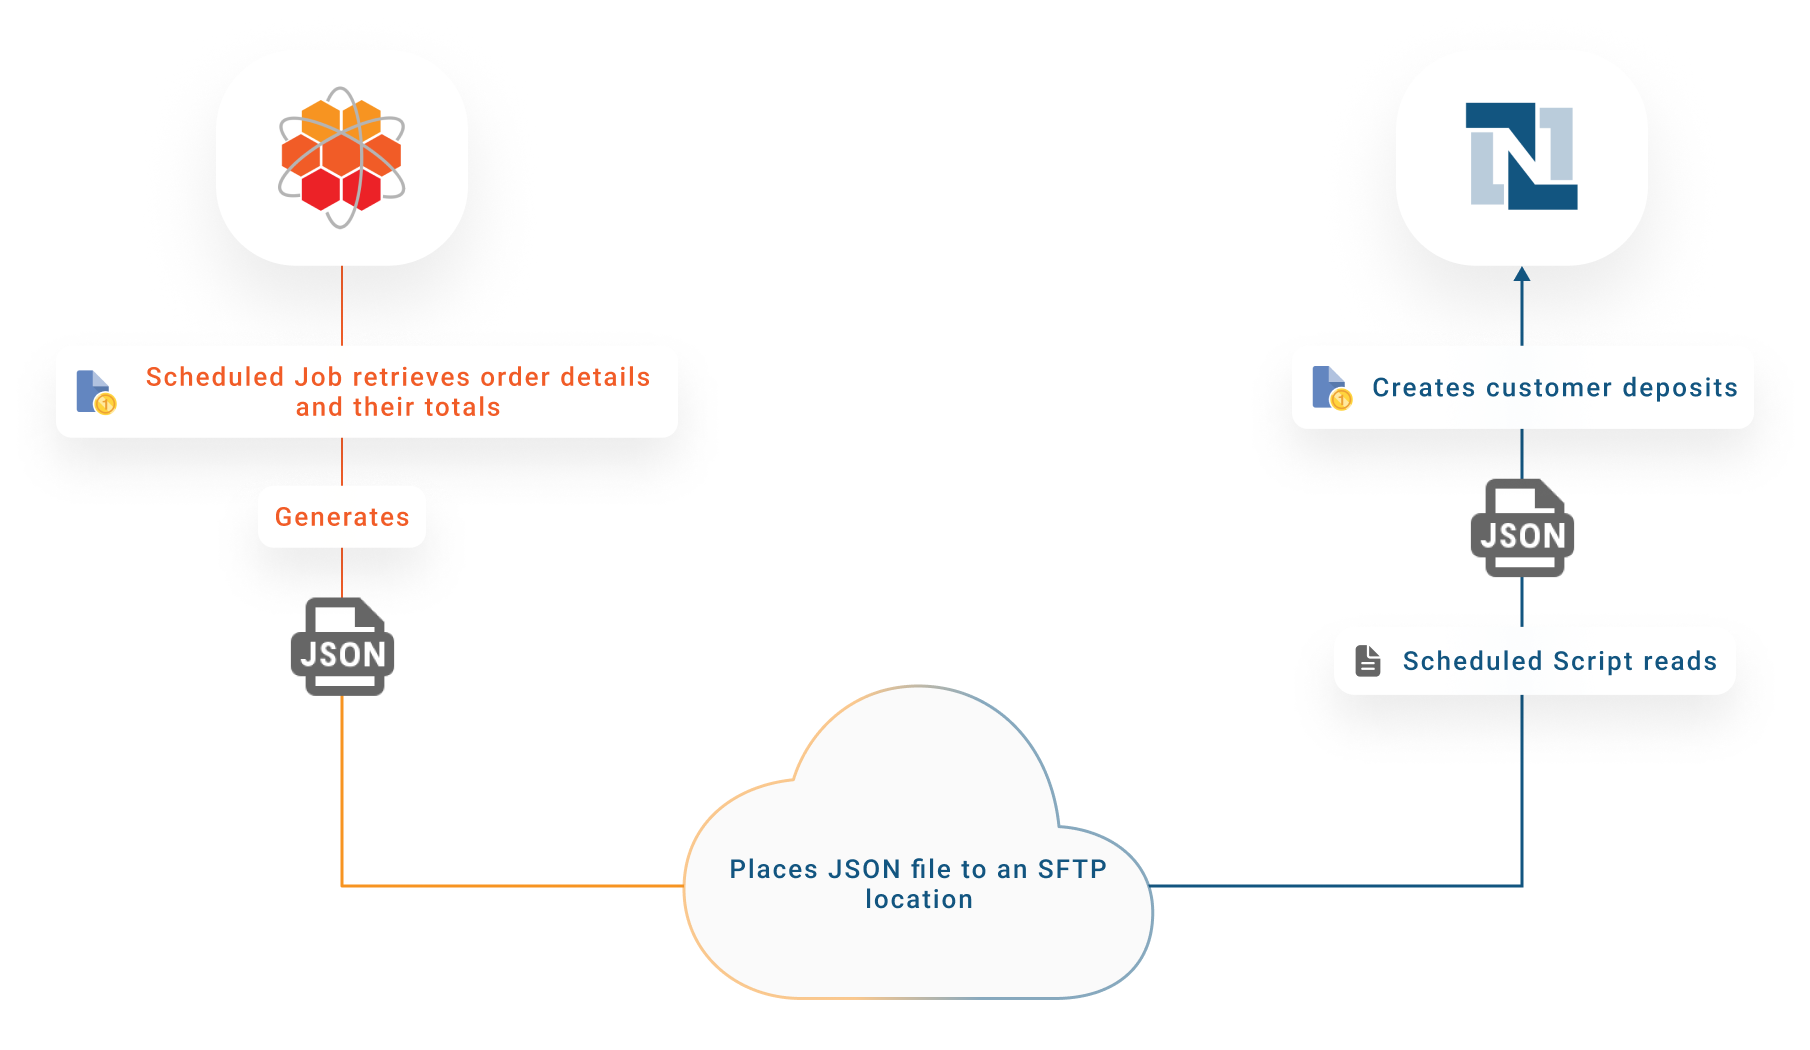 Scheduled Job retrieves order details
and their totals
Generates
JSON
Places JSON file to an SFTP
location
Scheduled Script reads
JSON
Creates customer deposits
N